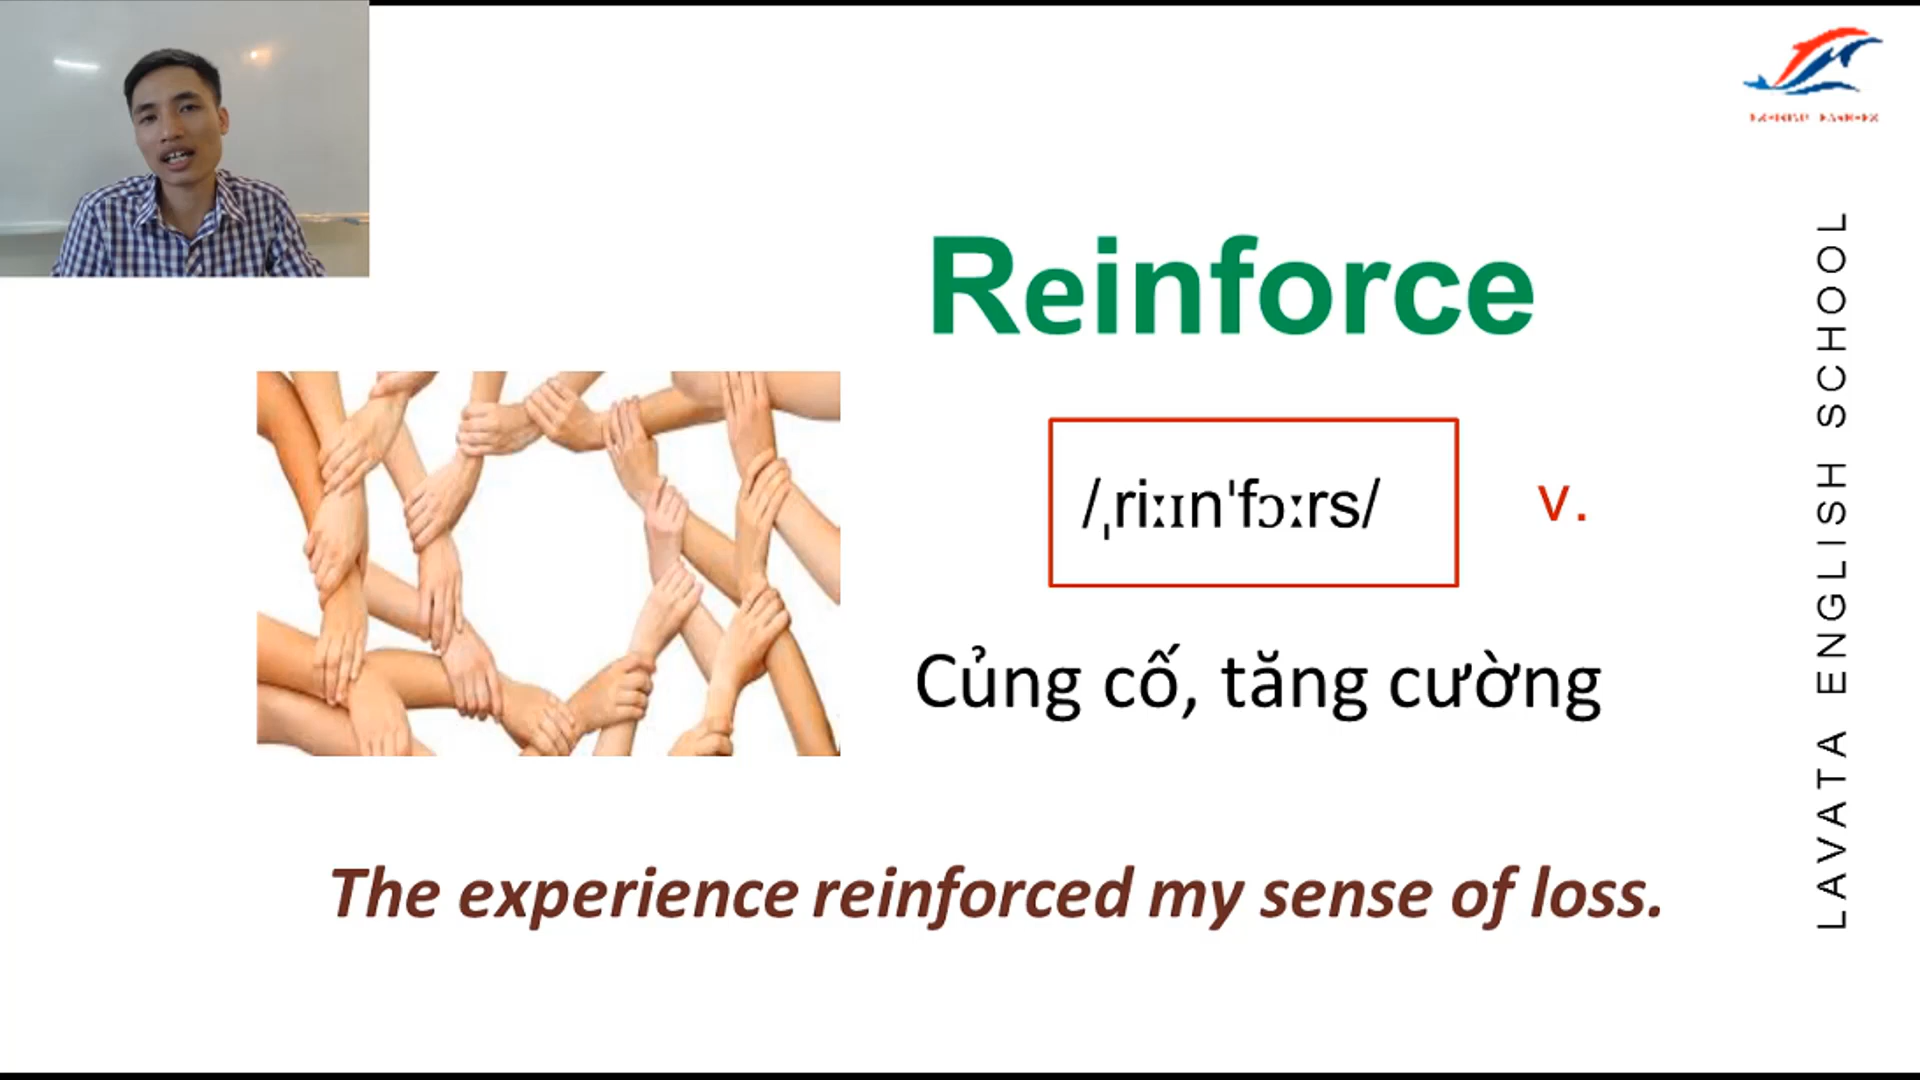 Reinforce
/ˌriːɪnˈfɔːrs/
v.
Củng cố, tăng cường
The experience reinforced my sense of loss.
LAVATA ENGLISH SCHOOL